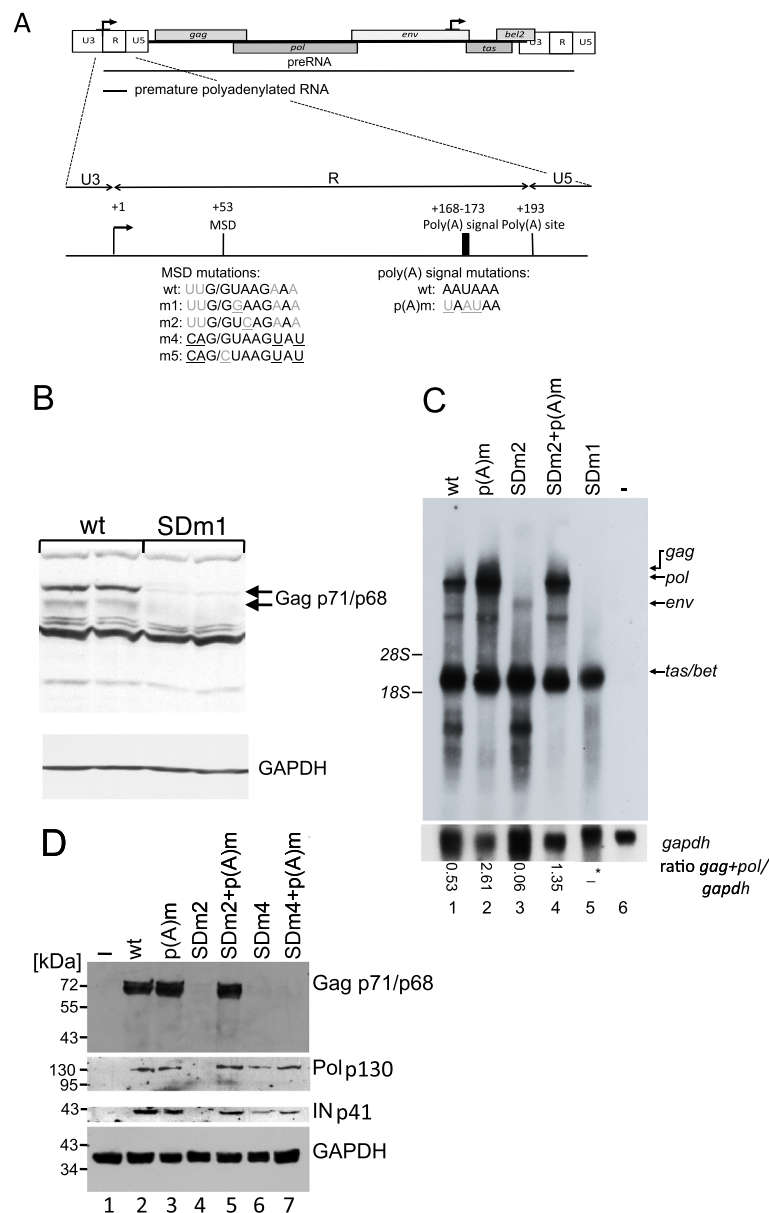 A
U3 R U5 gag pol env tas bel2 U3 R U5
preRNA
premature polyadenylated RNA
U3 R U5
+1 +53 +168-173 +193
MSD Poly(A) signal Poly(A) site
MSD mutations: poly(A) signal mutations:
wt: UUG/GUAAGAAA wt: AAUAAA
m1: UUG/GGAAGAAA p(A)m: UAAUAA
m2: UUG/GUCAGAAA
m4: CAG/GUAAGUAU
m5: CAG/CUAAGUAU
B
wt SDm1
Gag p71/p68
GAPDH
C
wt p(A)m SDm2 SDm2+p(A)m SDm1 -
gag
pol
env
28S
tas/bet
18S
gapdh
0.53 2.61 0.06 1.35 – * ratio gag+pol/
gapdh
1 2 3 4 5 6
D
– wt p(A)m SDm2 SDm2+p(A)m SDm4 SDm4+p(A)m
[kDa]
72 Gag p71/p68
55
43
130 Pol p130
95
43 IN p41
43 GAPDH
34
1 2 3 4 5 6 7